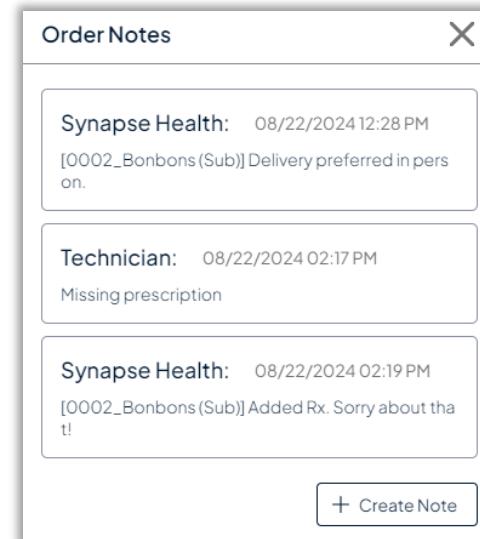 Order Notes
Synapse Health: 08/22/2024 12:28 PM
[0002_Bonbons (Sub)] Delivery preferred in pers
on.
Technician: 08/22/2024 02:17 PM
Missing prescription
Synapse Health: 08/22/2024 02:19 PM
[0002_Bonbons (Sub)] Added Rx. Sorry about tha
t!
+ Create Note